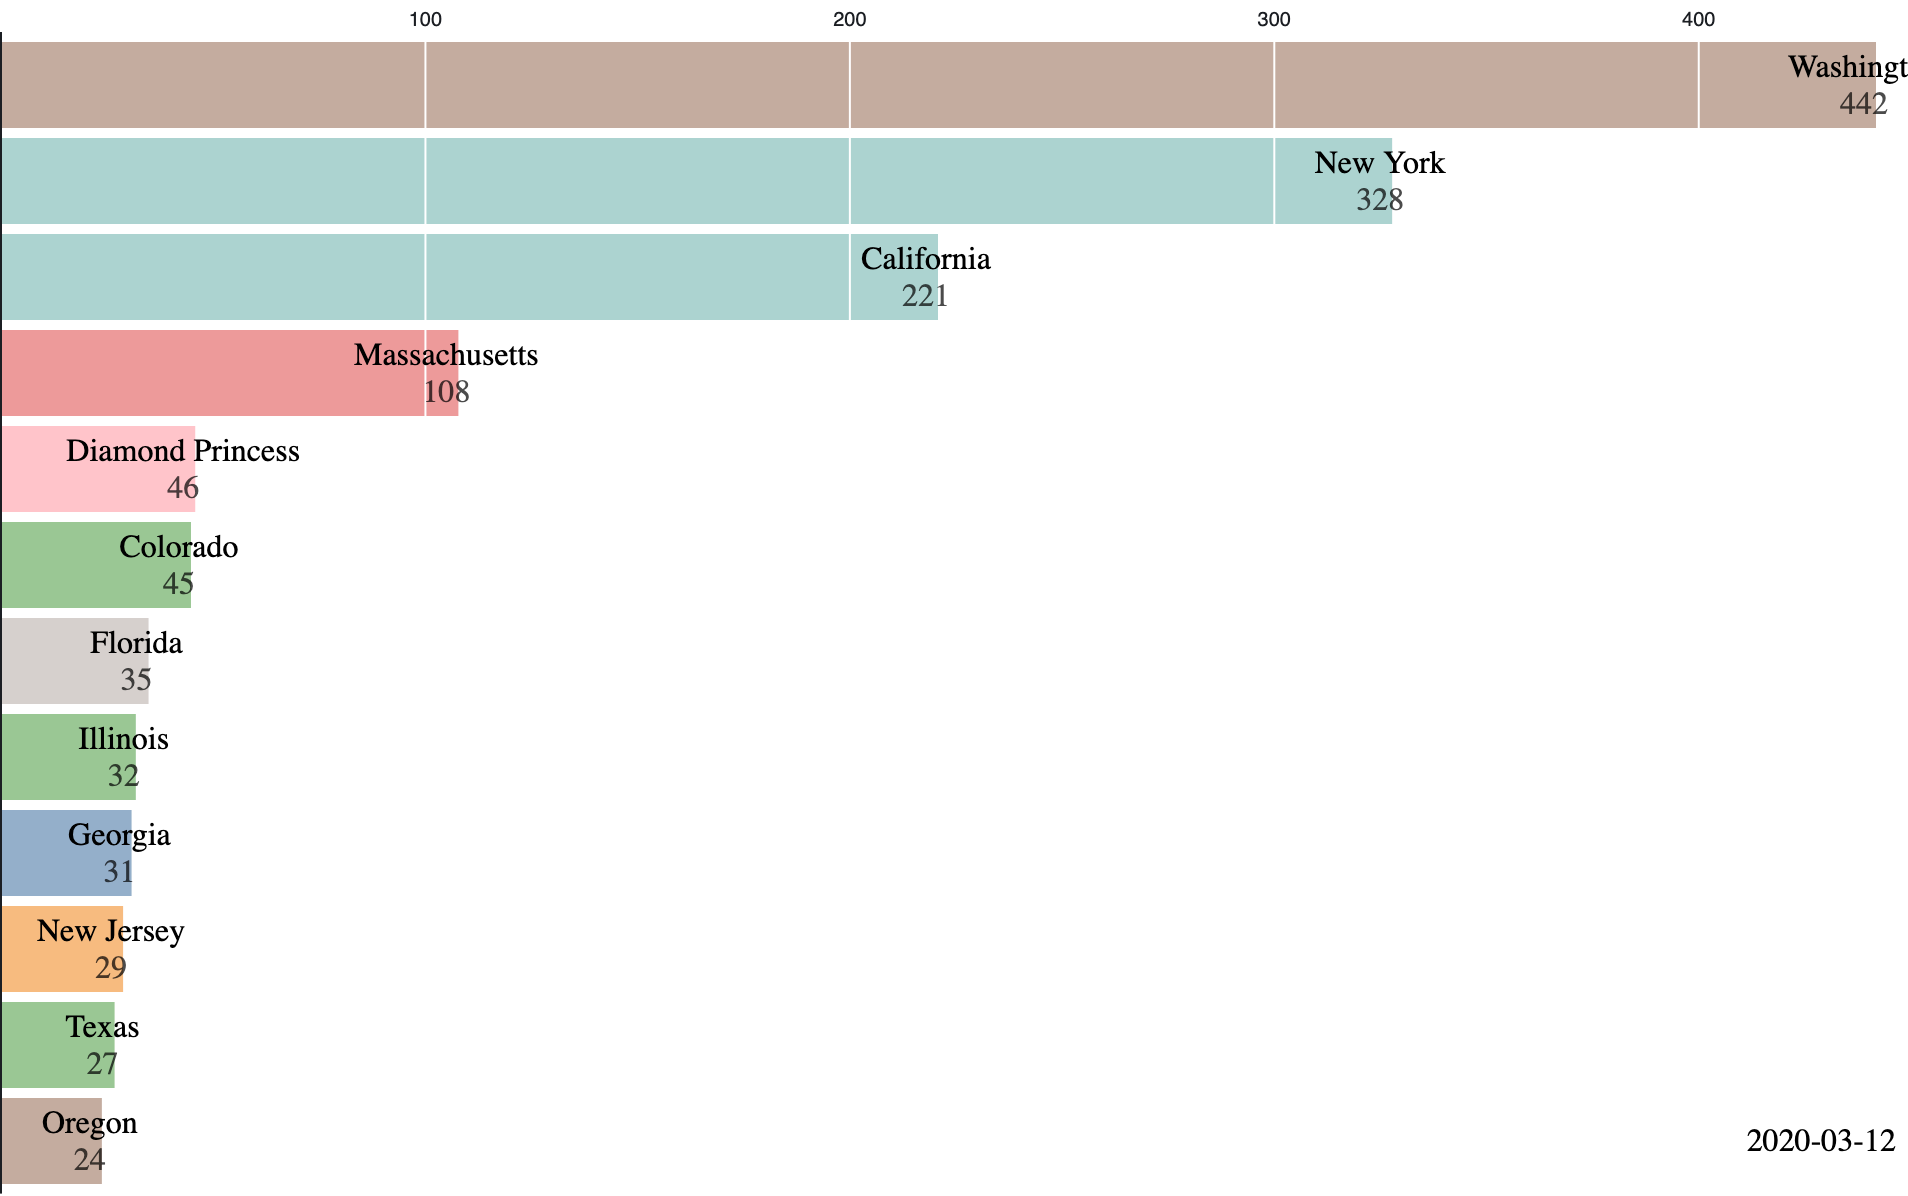 100 200 300 400
Washingt
442
New York
328
California
221
Massachusetts
108
Diamond Princess
46
Colorado
45
Florida
35
Illinois
32
Georgia
31
New Jersey
29
Texas
27
Oregon
24
2020-03-12